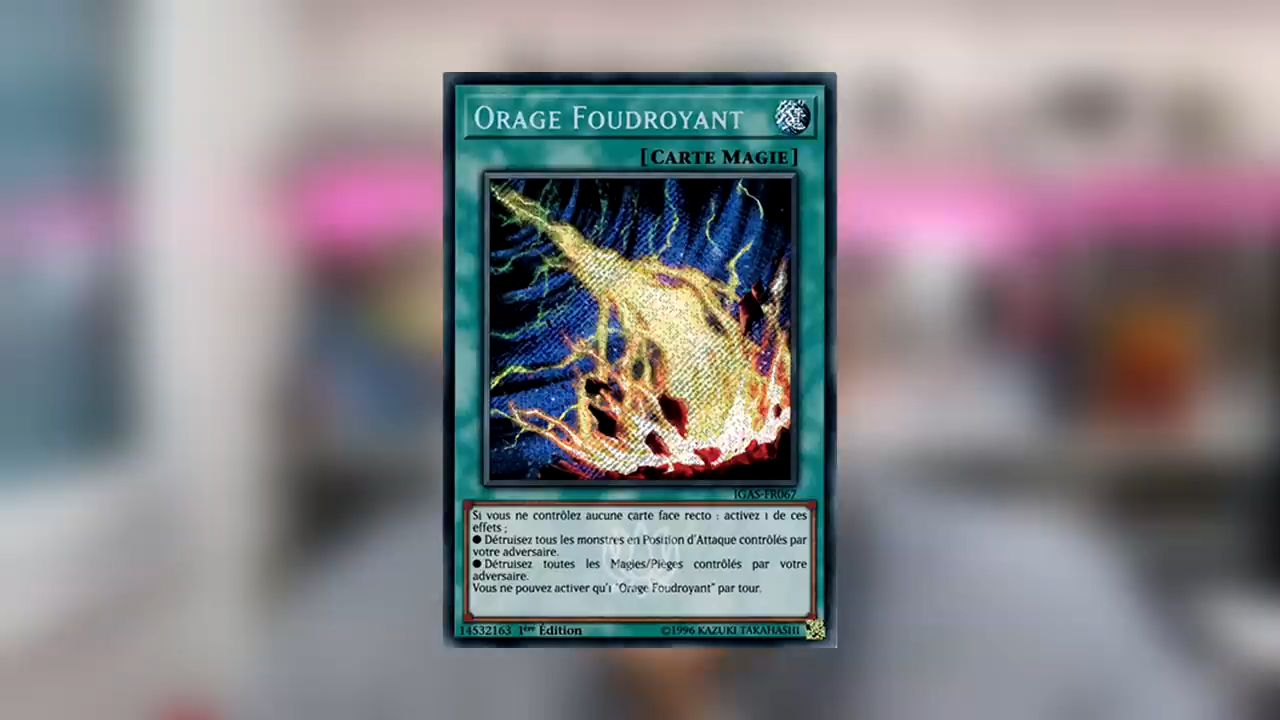 Orage Foudroyant
[Carte Magie]
IGAS-FR067
Si vous ne contrôlez aucune carte face recto : activez 1 de ces
effets ;
● Détruisez tous les monstres en Position d'Attaque contrôlés par
votre adversaire.
● Détruisez toutes les Magies/Pièges contrôlés par votre
adversaire.
Vous ne pouvez activer qu'1 "Orage Foudroyant" par tour.
14532163 1ère Édition ©1996 KAZUKI TAKAHASHI